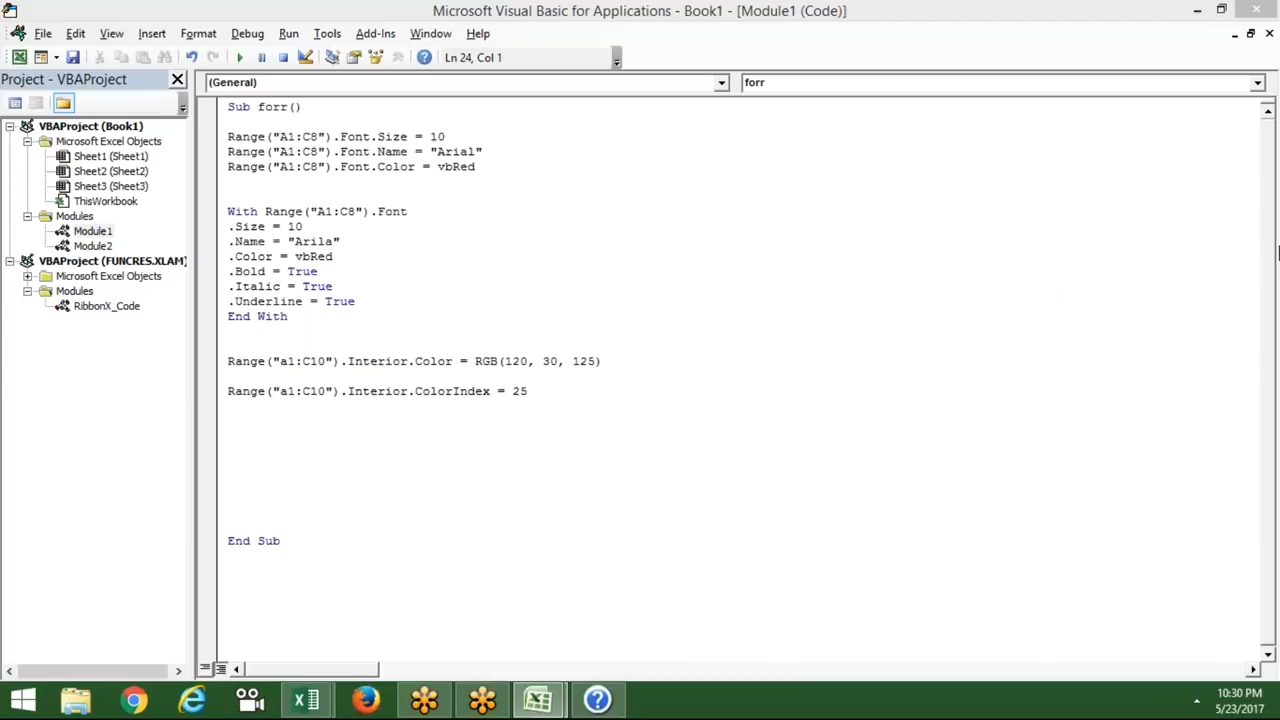 Microsoft Visual Basic for Applications - Book1 - [Module1 (Code)]
File Edit View Insert Format Debug Run Tools Add-Ins Window Help
Ln 24, Col 1
Project - VBAProject
(General) forr
VBAProject (Book1)
Microsoft Excel Objects
Sheet1 (Sheet1)
Sheet2 (Sheet2)
Sheet3 (Sheet3)
ThisWorkbook
Modules
Module1
Module2
VBAProject (FUNCRES.XLAM)
Microsoft Excel Objects
Modules
RibbonX_Code
Sub forr()
Range("A1:C8").Font.Size = 10
Range("A1:C8").Font.Name = "Arial"
Range("A1:C8").Font.Color = vbRed
With Range("A1:C8").Font
.Size = 10
.Name = "Arila"
.Color = vbRed
.Bold = True
.Italic = True
.Underline = True
End With
Range("a1:C10").Interior.Color = RGB(120, 30, 125)
Range("a1:C10").Interior.ColorIndex = 25
End Sub
10:30 PM
5/23/2017